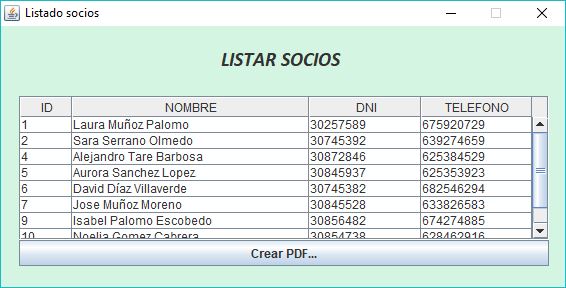 Listado socios
LISTAR SOCIOS
ID NOMBRE DNI TELEFONO
1 Laura Muñoz Palomo 30257589 675920729
2 Sara Serrano Olmedo 30745392 639274659
4 Alejandro Tare Barbosa 30872846 625384529
5 Aurora Sanchez Lopez 30845937 625353923
6 David Díaz Villaverde 30745382 682546294
7 Jose Muñoz Moreno 30845528 633826583
9 Isabel Palomo Escobedo 30856482 674274885
10 Noelia Gomez Cabrera 30854738 628462916
Crear PDF...